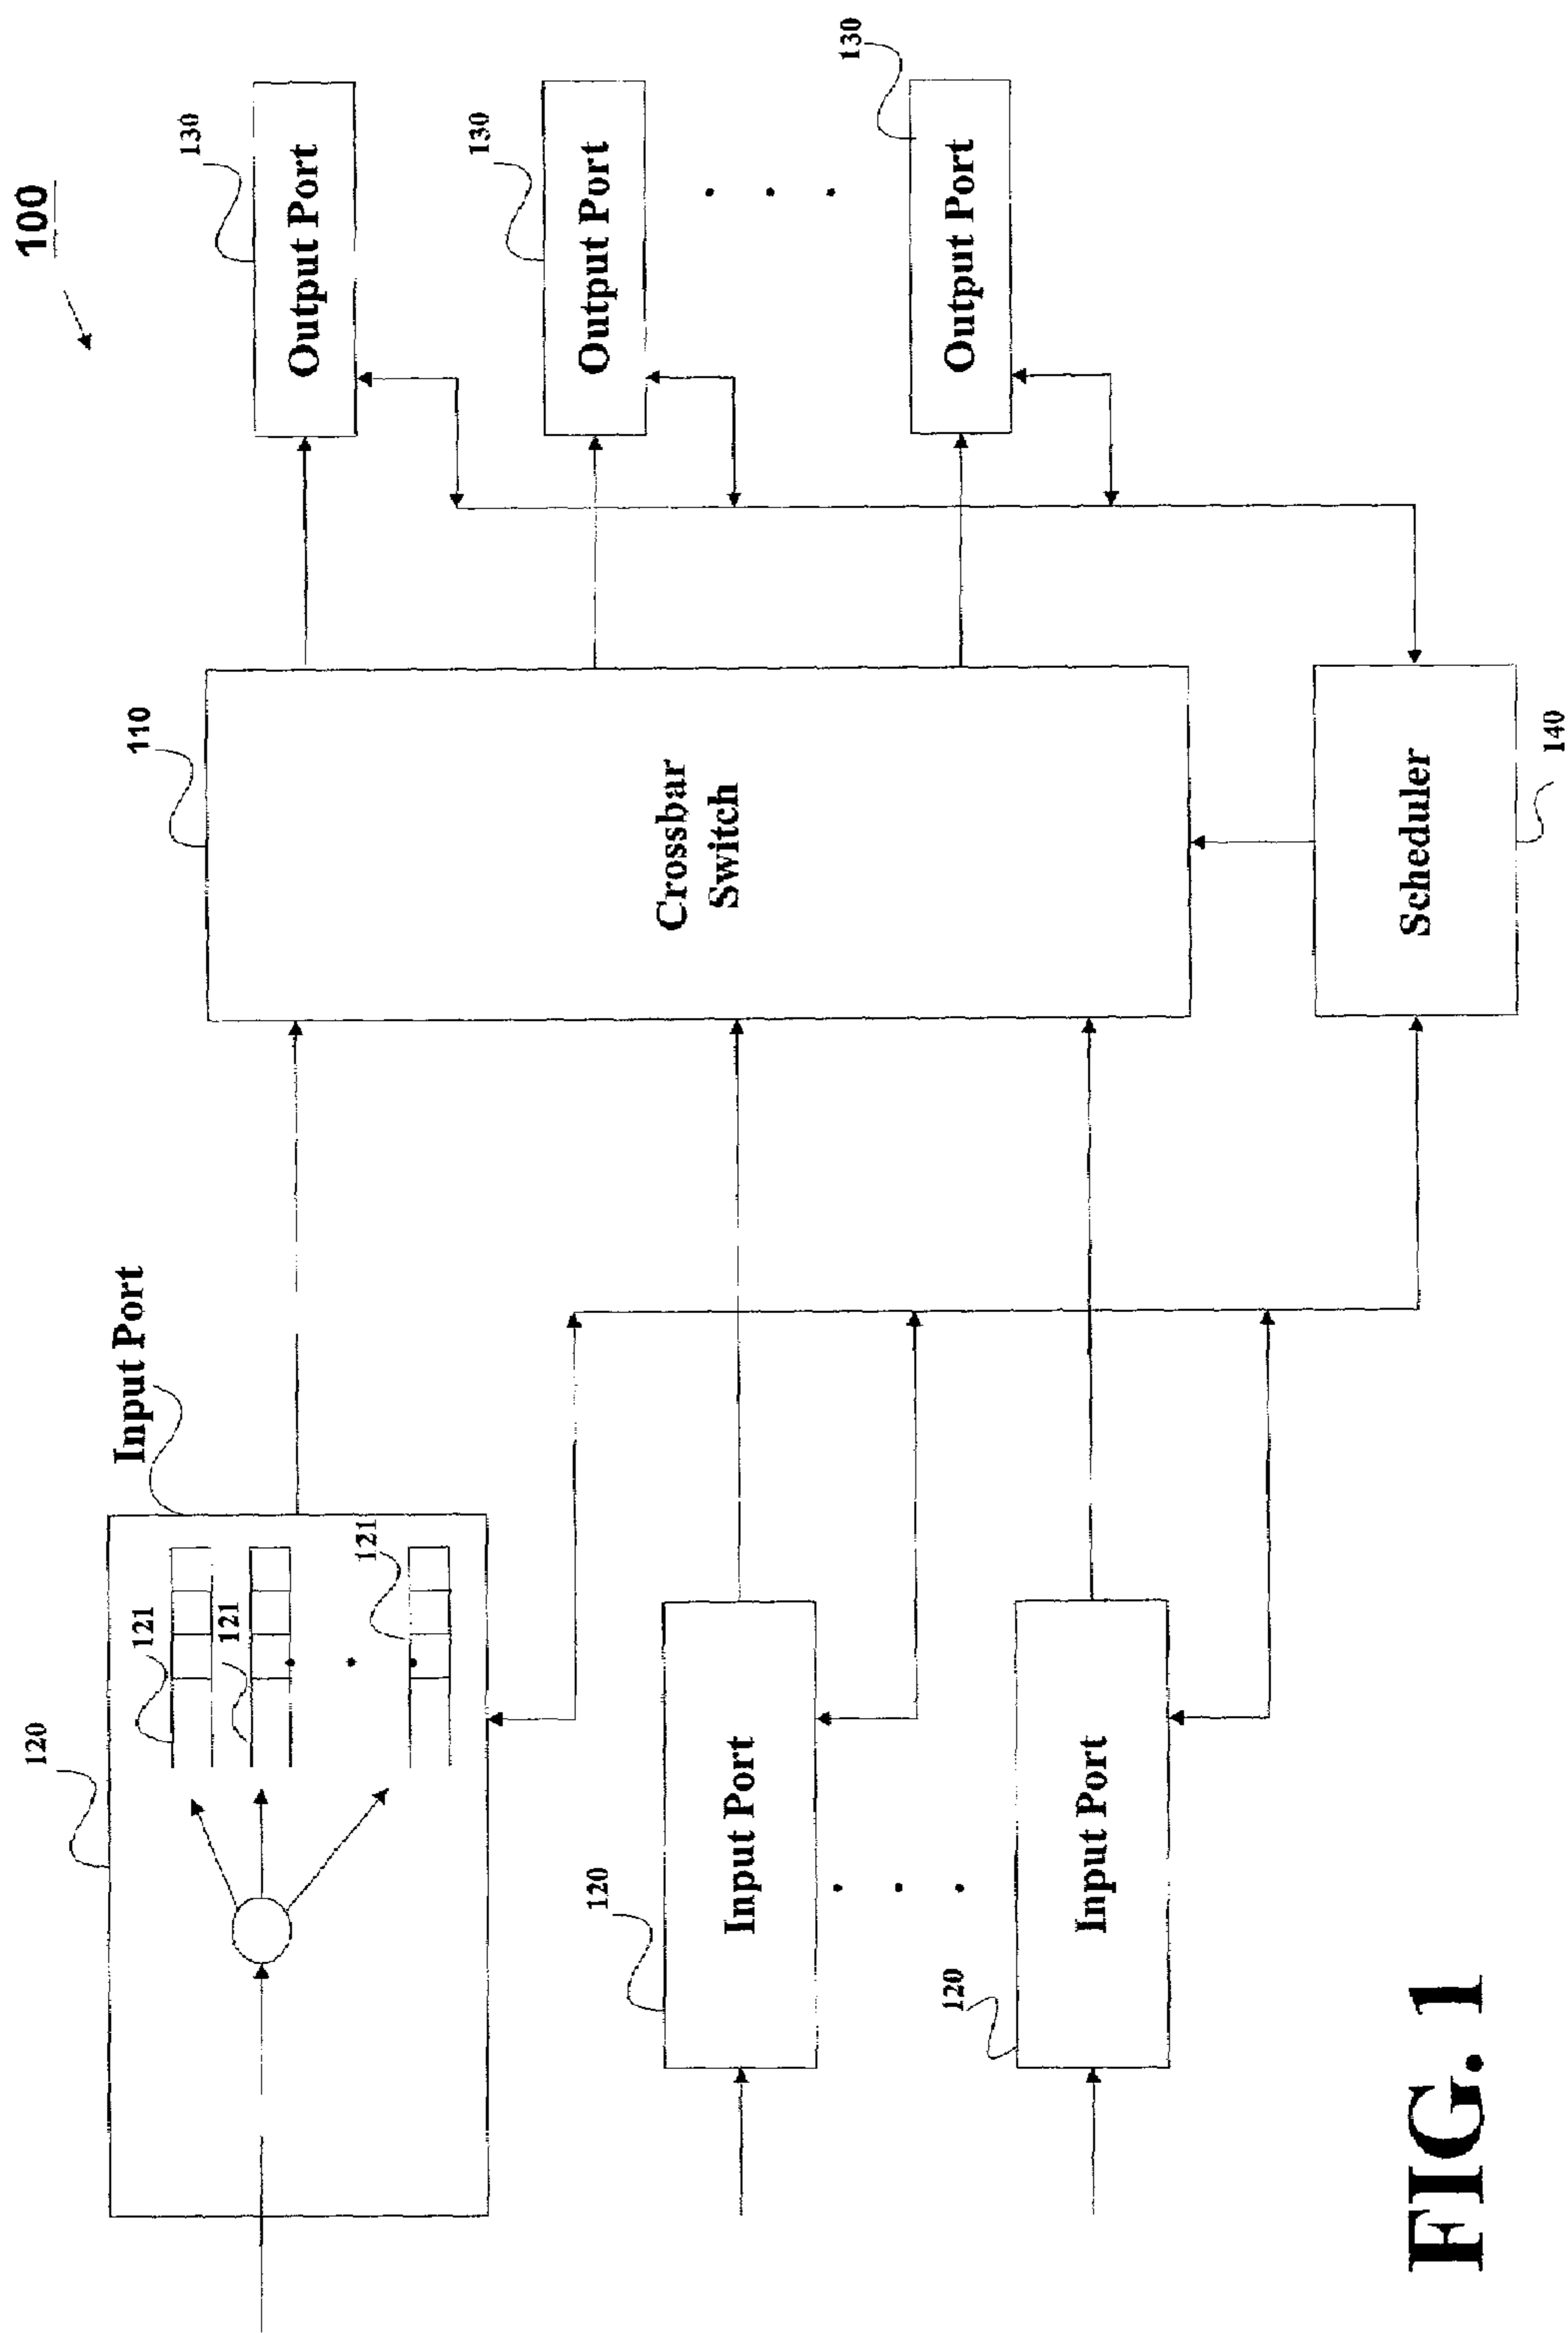 100
120
Input Port
110
130
Output Port
121
121
121
130
Output Port
120
Input Port
Crossbar
Switch
130
Output Port
120
Input Port
Scheduler
140
FIG. 1